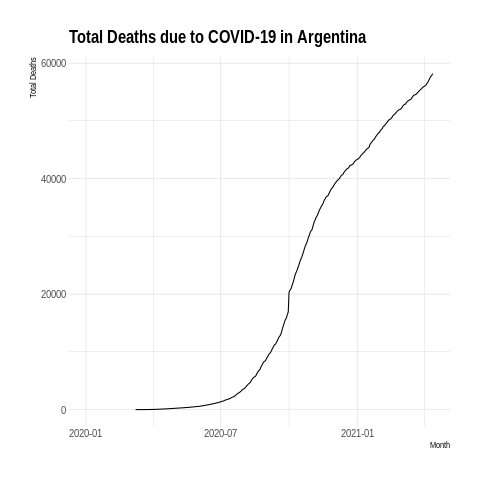 Total Deaths due to COVID-19 in Argentina
Total Deaths
60000
40000
20000
0
2020-01 2020-07 2021-01
Month